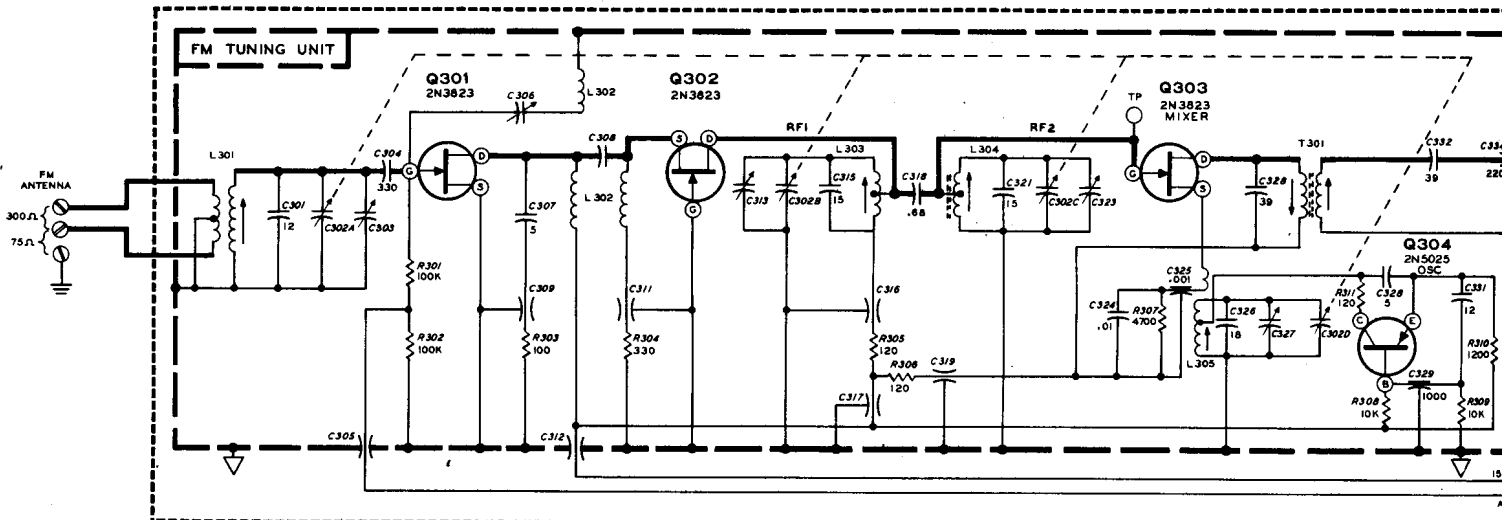 FM TUNING UNIT
Q301
2N3823
Q302
2N3823
Q303
2N3823
MIXER
TP
C306
L302
C308
RF1
RF2
L301
C304
330
G
D
S
S
D
G
L303
L304
G
D
S
T301
C332
39
C334
220
FM
ANTENNA
300Ω
75Ω
C301
12
C302A
C303
C307
5
L302
C313
C302B
C315
15
C318
.68
C321
15
C302C
C323
C328
39
Q304
2N5025
OSC
R301
100K
C309
C311
C316
C325
.001
C324
.01
R307
4700
L305
C326
18
C327
C302D
R311
120
C328
5
C331
12
C
E
B
R302
100K
R303
100
R304
330
R305
120
R306
120
C319
C317
C329
1000
R310
1200
R308
10K
R309
10K
C305
C312
15
A